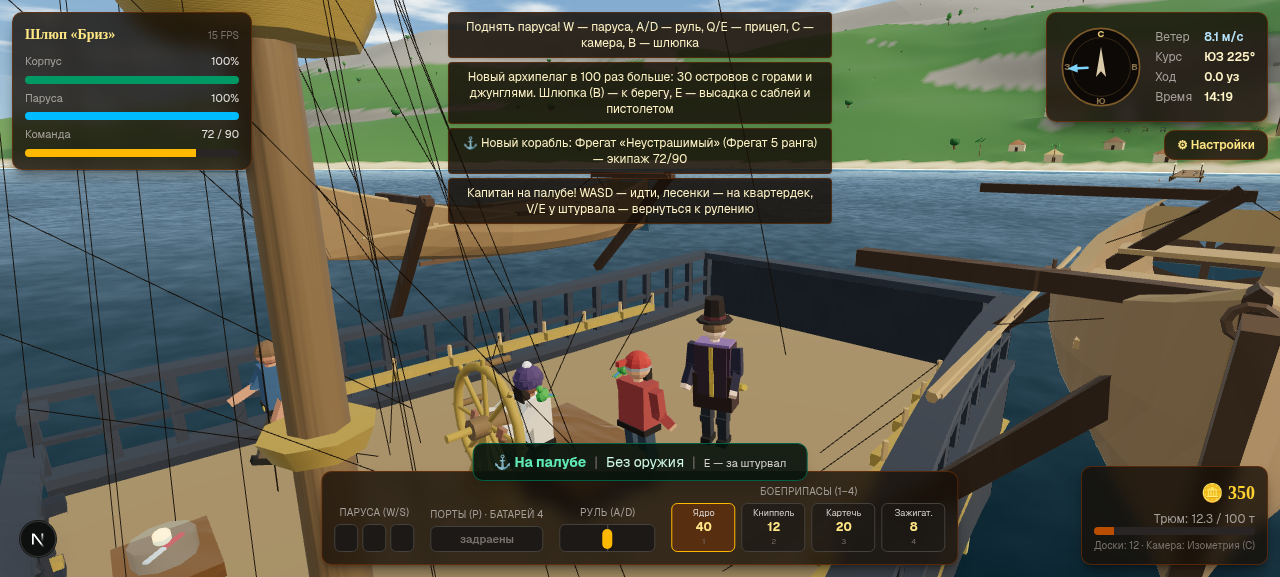 Шлюп «Бриз»
15 FPS
Корпус
100%
Паруса
100%
Команда
72 / 90
Поднять паруса! W — паруса, A/D — руль, Q/E — прицел, C —
камера, B — шлюпка
Новый архипелаг в 100 раз больше: 30 островов с горами и
джунглями. Шлюпка (B) — к берегу, E — высадка с саблей и
пистолетом
⚓ Новый корабль: Фрегат «Неустрашимый» (Фрегат 5 ранга)
— экипаж 72/90
Капитан на палубе! WASD — идти, лесенки — на квартердек,
V/E у штурвала — вернуться к рулению
С
З
В
Ю
Ветер
8.1 м/с
Курс
ЮЗ 225°
Ход
0.0 уз
Время
14:19
⚙ Настройки
⚓ На палубе | Без оружия | E — за штурвал
ПАРУСА (W/S)
ПОРТЫ (P) · БАТАРЕЙ 4
задраены
РУЛЬ (A/D)
БОЕПРИПАСЫ (1–4)
Ядро
40
1
Книппель
12
2
Картечь
20
3
Зажигат.
8
4
350
Трюм: 12.3 / 100 т
Доски: 12 · Камера: Изометрия (C)
N